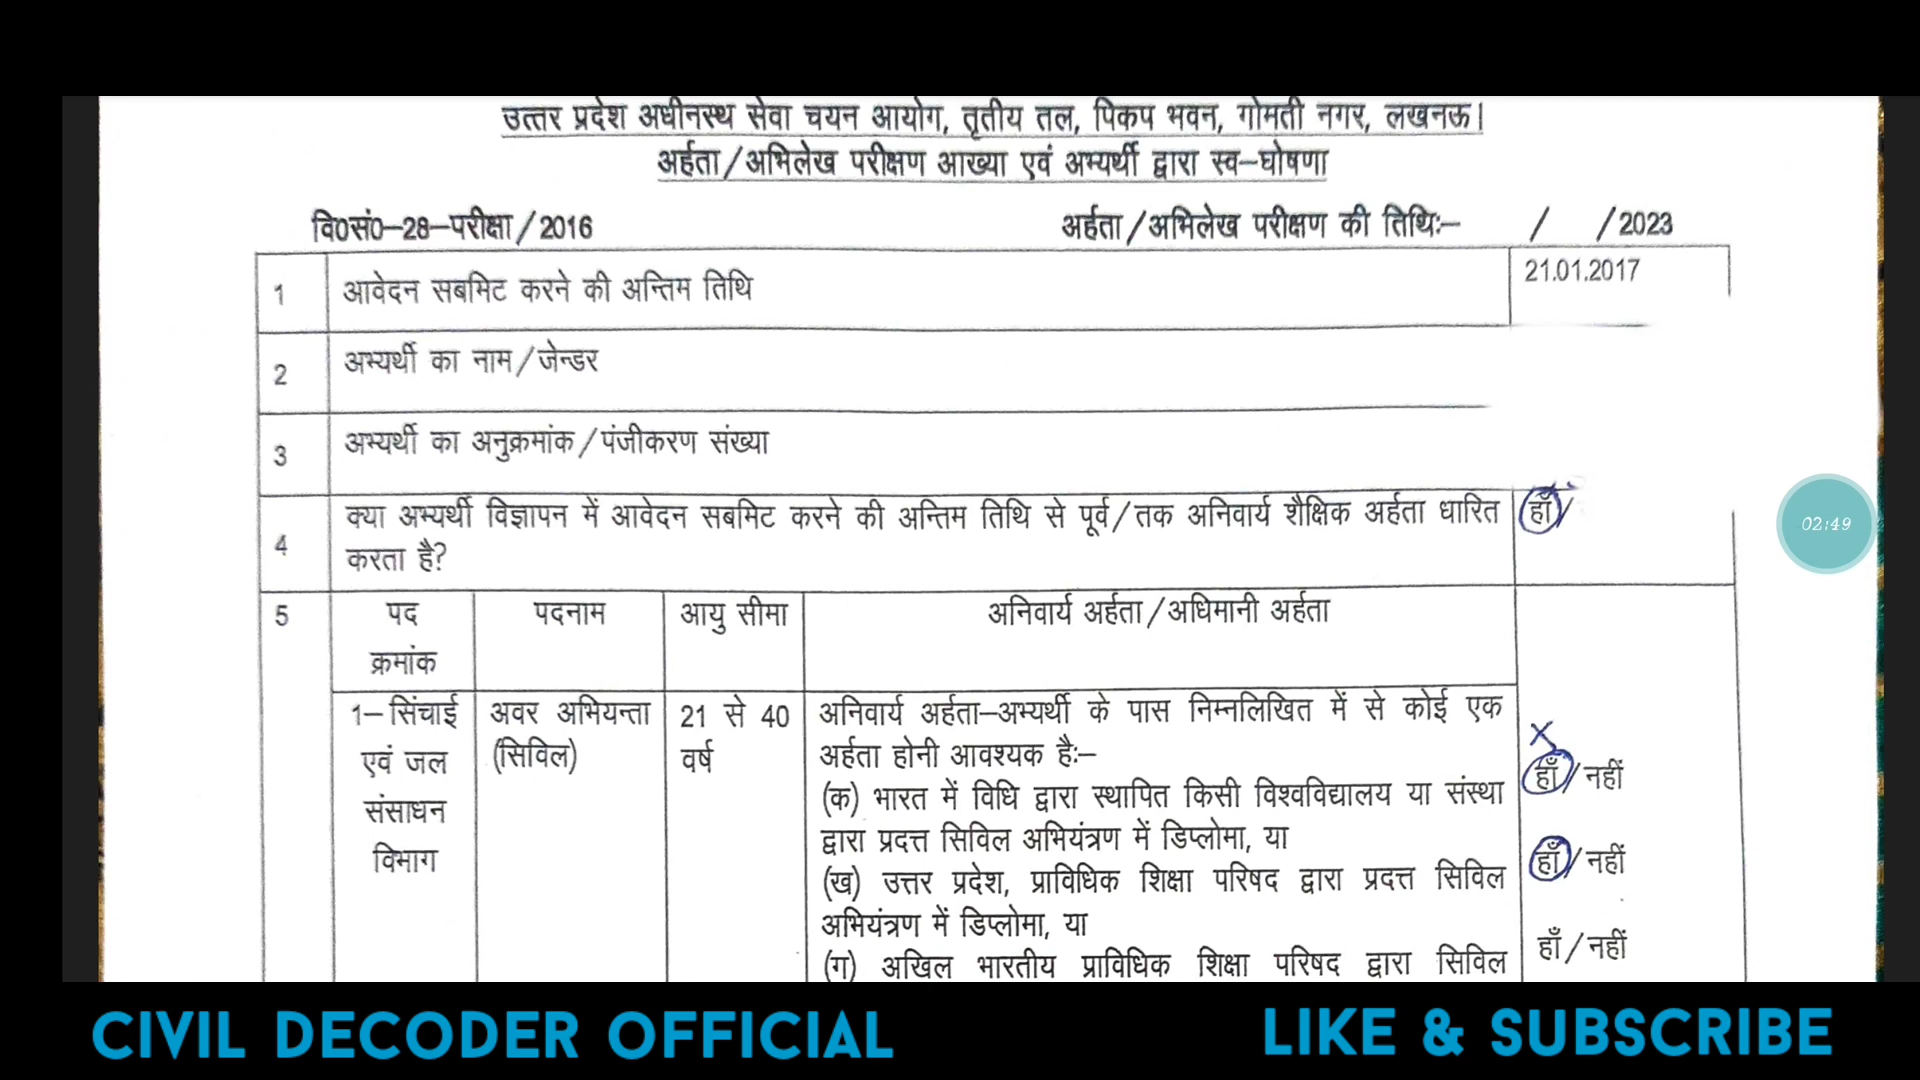 उत्तर प्रदेश अधीनस्थ सेवा चयन आयोग, तृतीय तल, पिकप भवन, गोमती नगर, लखनऊ।
अर्हता/अभिलेख परीक्षण आख्या एवं अभ्यर्थी द्वारा स्व-घोषणा
वि0सं0-28-परीक्षा/2016 अर्हता/अभिलेख परीक्षण की तिथिः- / /2023
1 आवेदन सबमिट करने की अन्तिम तिथि 21.01.2017
2 अभ्यर्थी का नाम/जेन्डर
3 अभ्यर्थी का अनुक्रमांक/पंजीकरण संख्या
4 क्या अभ्यर्थी विज्ञापन में आवेदन सबमिट करने की अन्तिम तिथि से पूर्व/तक अनिवार्य शैक्षिक अर्हता धारित हाँ/
करता है?
02:49
5 पद पदनाम आयु सीमा अनिवार्य अर्हता/अधिमानी अर्हता
क्रमांक
1- सिंचाई अवर अभियन्ता 21 से 40 अनिवार्य अर्हता-अभ्यर्थी के पास निम्नलिखित में से कोई एक
एवं जल (सिविल) वर्ष अर्हता होनी आवश्यक हैः- X
हाँ/नहीं
संसाधन (क) भारत में विधि द्वारा स्थापित किसी विश्वविद्यालय या संस्था
द्वारा प्रदत्त सिविल अभियंत्रण में डिप्लोमा, या
विभाग (ख) उत्तर प्रदेश, प्राविधिक शिक्षा परिषद द्वारा प्रदत्त सिविल हाँ/नहीं
अभियंत्रण में डिप्लोमा, या
(ग) अखिल भारतीय प्राविधिक शिक्षा परिषद द्वारा सिविल हाँ/नहीं
CIVIL DECODER OFFICIAL LIKE & SUBSCRIBE